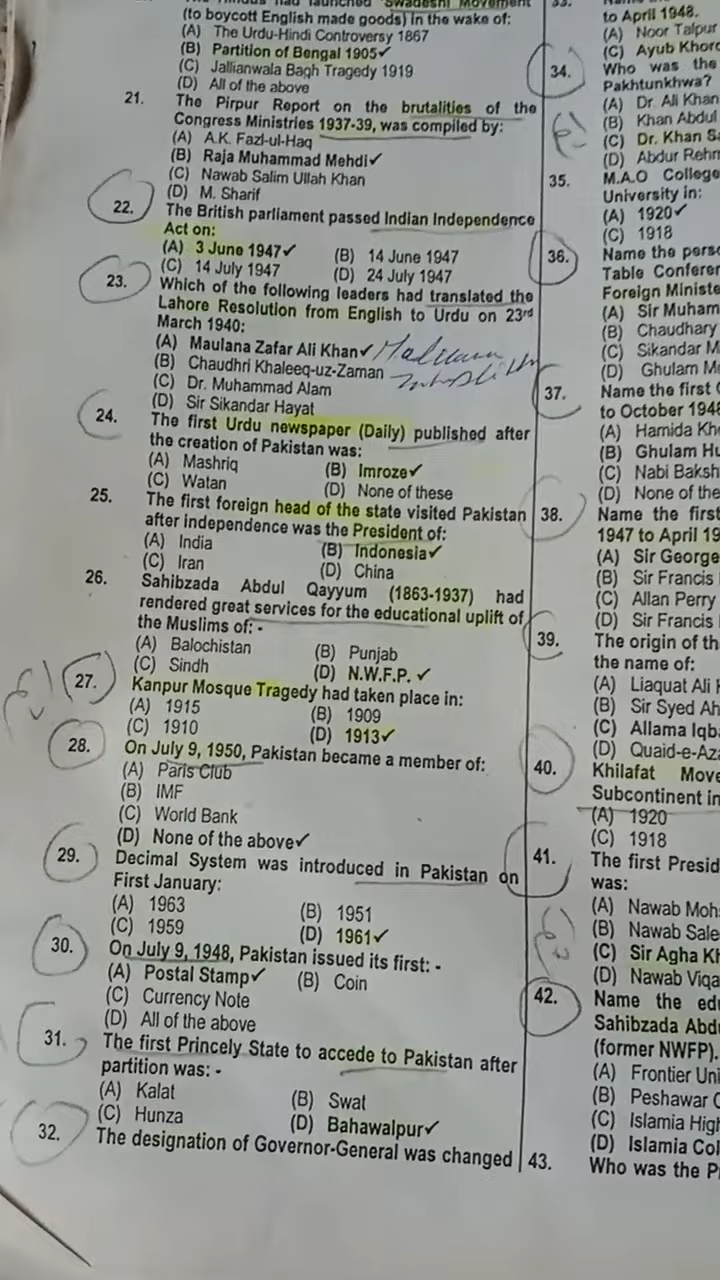 (to boycott English made goods) in the wake of:
(A) The Urdu-Hindi Controversy 1867
(B) Partition of Bengal 1905✓
(C) Jallianwala Bagh Tragedy 1919
(D) All of the above
21. The Pirpur Report on the brutalities of the
Congress Ministries 1937-39, was compiled by:
(A) A.K. Fazl-ul-Haq
(B) Raja Muhammad Mehdi✓
(C) Nawab Salim Ullah Khan
(D) M. Sharif
22. The British parliament passed Indian Independence
Act on:
(A) 3 June 1947✓ (B) 14 June 1947
(C) 14 July 1947 (D) 24 July 1947
23. Which of the following leaders had translated the
Lahore Resolution from English to Urdu on 23rd
March 1940:
(A) Maulana Zafar Ali Khan✓
(B) Chaudhri Khaleeq-uz-Zaman
(C) Dr. Muhammad Alam
(D) Sir Sikandar Hayat
24. The first Urdu newspaper (Daily) published after
the creation of Pakistan was:
(A) Mashriq (B) Imroze✓
(C) Watan (D) None of these
25. The first foreign head of the state visited Pakistan
after independence was the President of:
(A) India (B) Indonesia✓
(C) Iran (D) China
26. Sahibzada Abdul Qayyum (1863-1937) had
rendered great services for the educational uplift of
the Muslims of: -
(A) Balochistan (B) Punjab
(C) Sindh (D) N.W.F.P. ✓
27. Kanpur Mosque Tragedy had taken place in:
(A) 1915 (B) 1909
(C) 1910 (D) 1913✓
28. On July 9, 1950, Pakistan became a member of:
(A) Paris Club
(B) IMF
(C) World Bank
(D) None of the above✓
29. Decimal System was introduced in Pakistan on
First January:
(A) 1963 (B) 1951
(C) 1959 (D) 1961✓
30. On July 9, 1948, Pakistan issued its first: -
(A) Postal Stamp✓ (B) Coin
(C) Currency Note
(D) All of the above
31. The first Princely State to accede to Pakistan after
partition was: -
(A) Kalat (B) Swat
(C) Hunza (D) Bahawalpur✓
32. The designation of Governor-General was changed
to April 1948.
(A) Noor Talpur
(C) Ayub Khor
34. Who was the
Pakhtunkhwa?
(A) Dr. Ali Khan
(B) Khan Abdul
(C) Dr. Khan Sa
(D) Abdur Rehm
35. M.A.O College
University in:
(A) 1920✓
(C) 1918
36. Name the pers
Table Conferen
Foreign Ministe
(A) Sir Muham
(B) Chaudhary
(C) Sikandar M
(D) Ghulam M
37. Name the first
to October 194
(A) Hamida Kh
(B) Ghulam Hu
(C) Nabi Baksh
(D) None of the
38. Name the first
1947 to April 19
(A) Sir George
(B) Sir Francis
(C) Allan Perry
(D) Sir Francis
39. The origin of th
the name of:
(A) Liaquat Ali
(B) Sir Syed Ah
(C) Allama Iqb
(D) Quaid-e-Aza
40. Khilafat Move
Subcontinent in
(A) 1920
(C) 1918
41. The first Presid
was:
(A) Nawab Moh
(B) Nawab Sale
(C) Sir Agha Kh
(D) Nawab Viqa
42. Name the edu
Sahibzada Abdu
(former NWFP).
(A) Frontier Uni
(B) Peshawar
(C) Islamia High
(D) Islamia Col
43. Who was the P